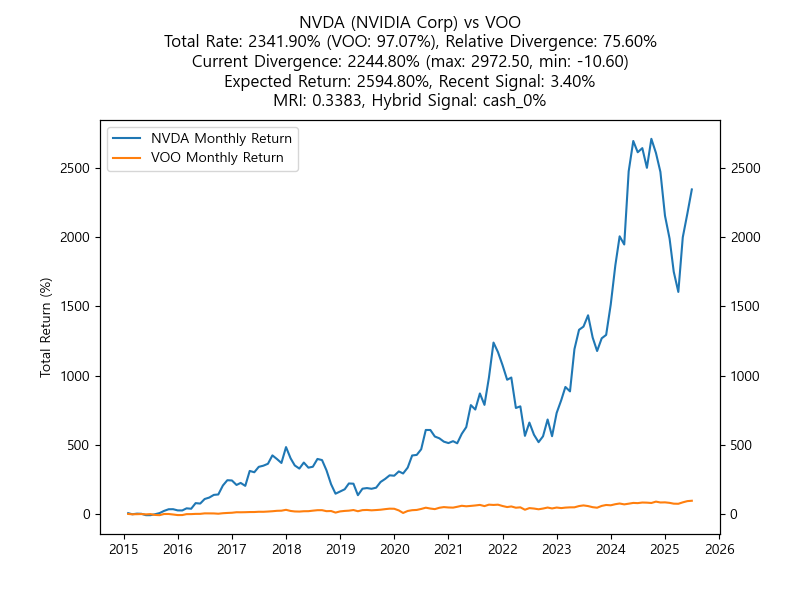 NVDA (NVIDIA Corp) vs VOO
Total Rate: 2341.90% (VOO: 97.07%), Relative Divergence: 75.60%
Current Divergence: 2244.80% (max: 2972.50, min: -10.60)
Expected Return: 2594.80%, Recent Signal: 3.40%
MRI: 0.3383, Hybrid Signal: cash_0%
NVDA Monthly Return
VOO Monthly Return
Total Return (%)
2500
2000
1500
1000
500
0
2500
2000
1500
1000
500
0
2015 2016 2017 2018 2019 2020 2021 2022 2023 2024 2025 2026